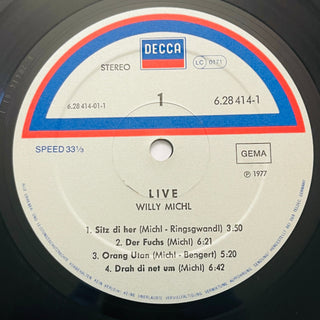 DECCA
STEREO
LC 0171
6.28 414-01-1
1
6.28 414-1
SPEED 33⅓
GEMA
Ⓟ 1977
LIVE
WILLY MICHL
1. Sitz di her (Michl - Ringsgwandl) 3:50
2. Der Fuchs (Michl) 6:21
3. Orang Utan (Michl - Benger) 5:20
4. Drah di net um (Michl) 6:42